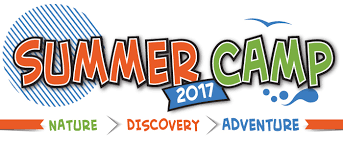 SUMMER CAMP
2017
NATURE DISCOVERY ADVENTURE